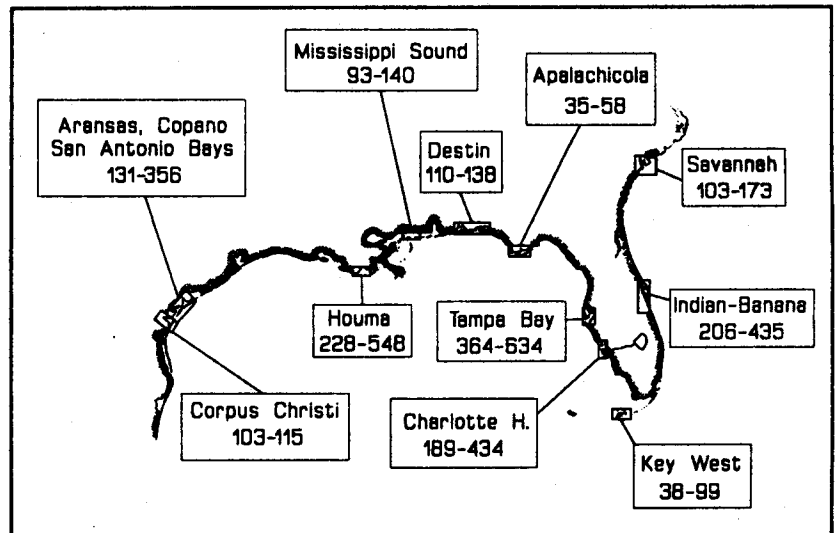 Mississippi Sound
93-140
Apalachicola
35-58
Aransas, Copano
San Antonio Bays
131-356
Destin
110-138
Savannah
103-173
Houma
228-548
Tampa Bay
364-634
Indian-Banana
206-435
Corpus Christi
103-115
Charlotte H.
189-434
Key West
38-99